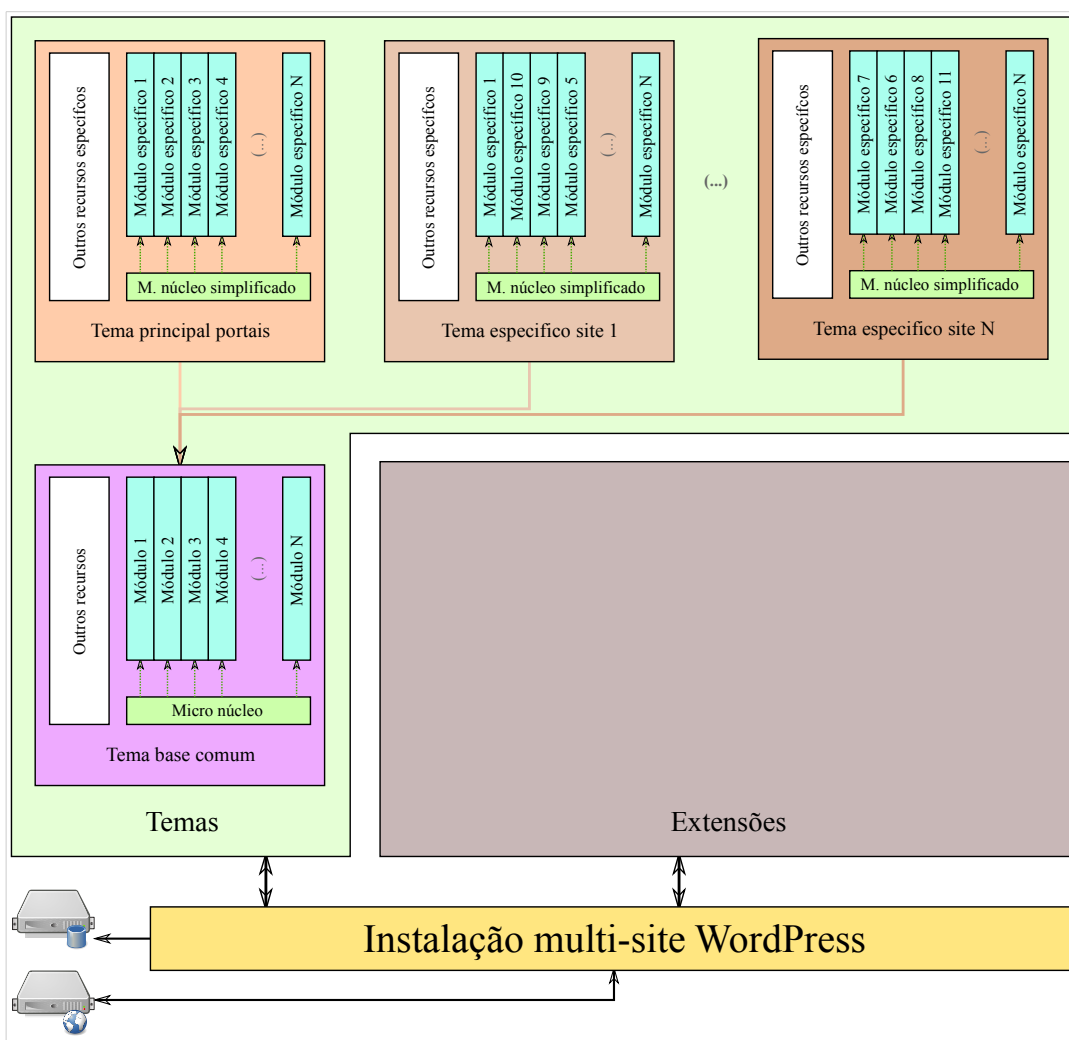 Outros recursos específcos
Módulo específico 1
Módulo específico 2
Módulo específico 3
Módulo específico 4
(...)
Módulo específico N
M. núcleo simplificado
Tema principal portais
Outros recursos específcos
Módulo específico 1
Módulo específico 10
Módulo específico 9
Módulo específico 5
(...)
Módulo específico N
M. núcleo simplificado
Tema especifico site 1
(...)
Outros recursos específcos
Módulo específico 7
Módulo específico 6
Módulo específico 8
Módulo específico 11
(...)
Módulo específico N
M. núcleo simplificado
Tema especifico site N
Outros recursos
Módulo 1
Módulo 2
Módulo 3
Módulo 4
(...)
Módulo N
Micro núcleo
Tema base comum
Temas
Extensões
Instalação multi-site WordPress